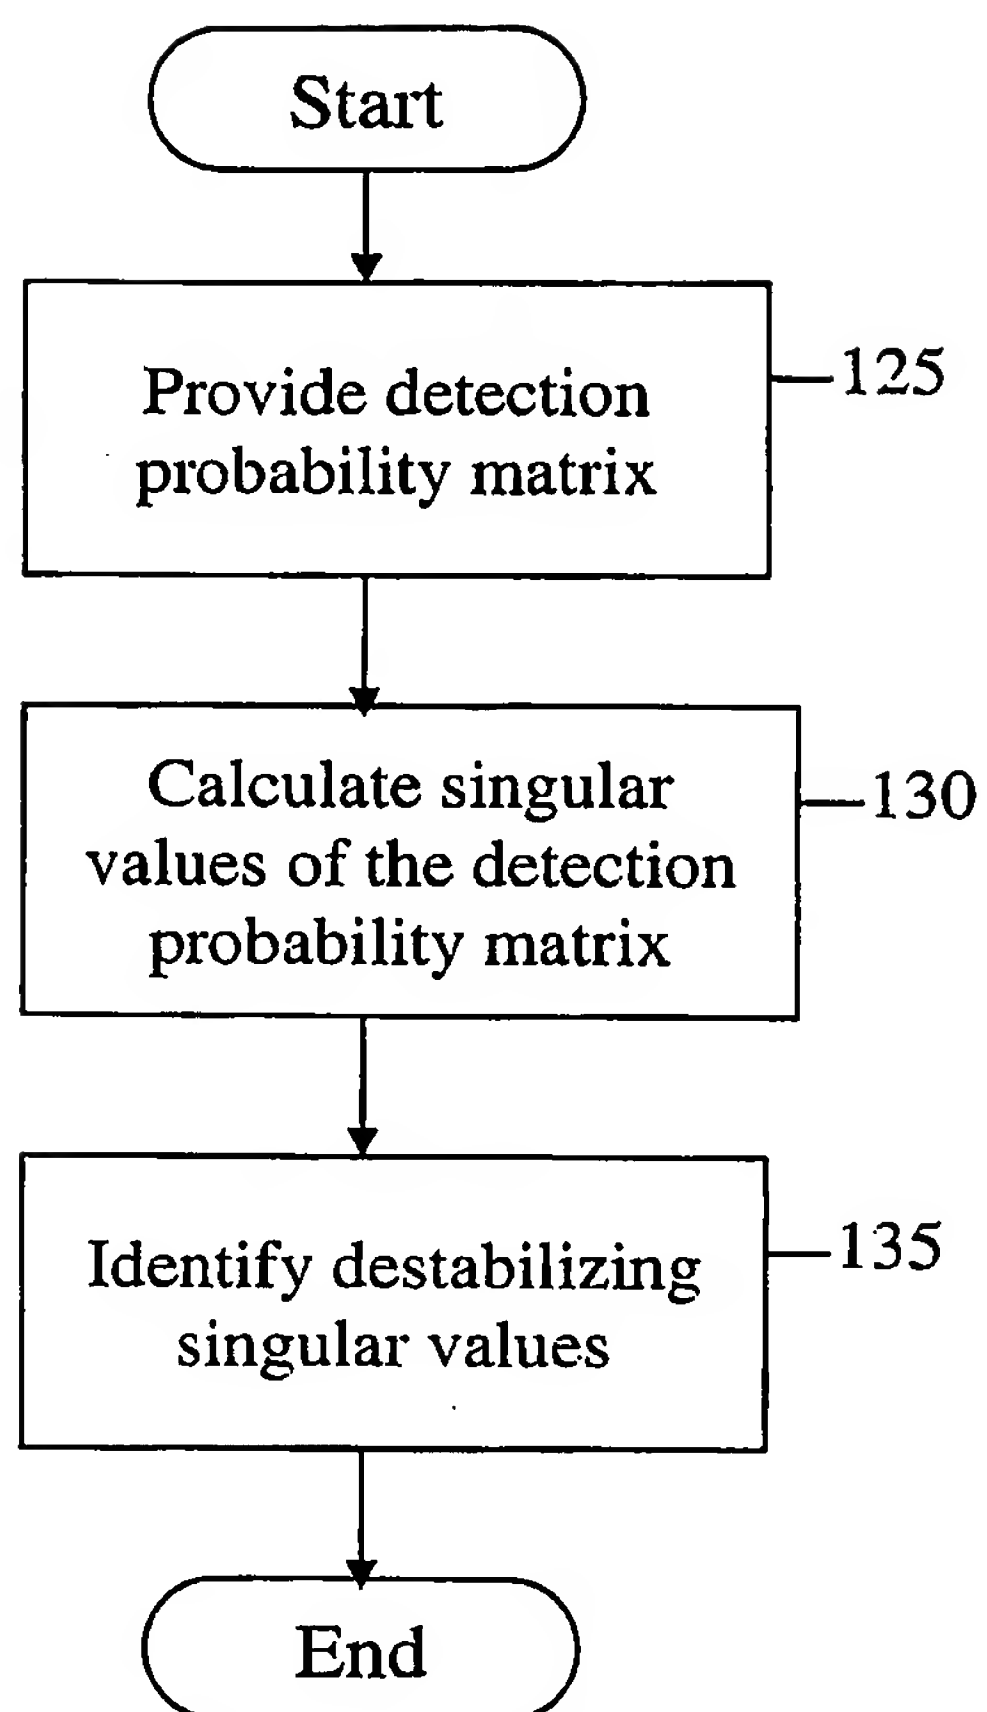 Start
Provide detection
probability matrix
125
Calculate singular
values of the detection
probability matrix
130
Identify destabilizing
singular values
135
End